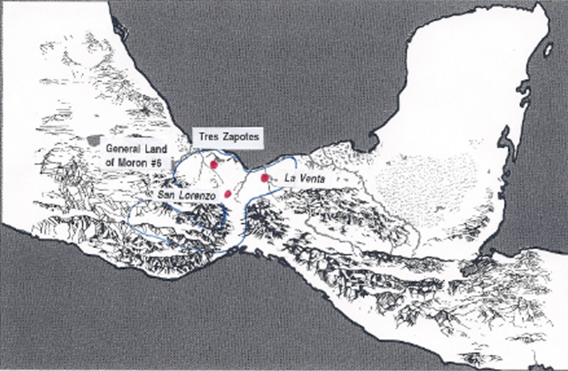 Tres Zapotes
General Land
of Moron #6
La Venta
San Lorenzo